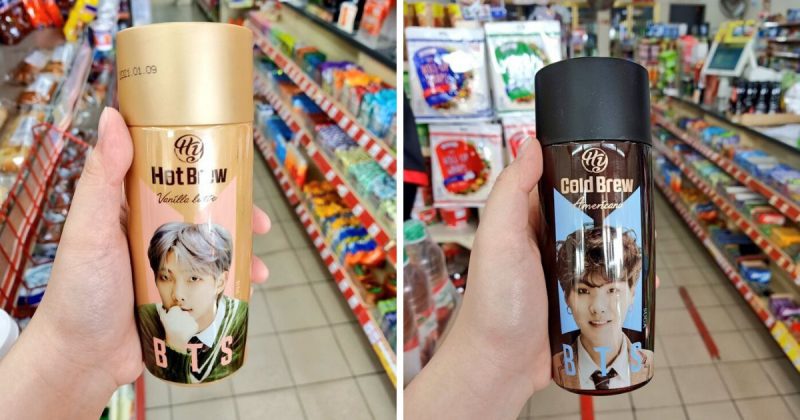 2021.01.09
Hy
Hot Brew
Vanilla latte
BTS
Hy
Cold Brew
Americano
BTS